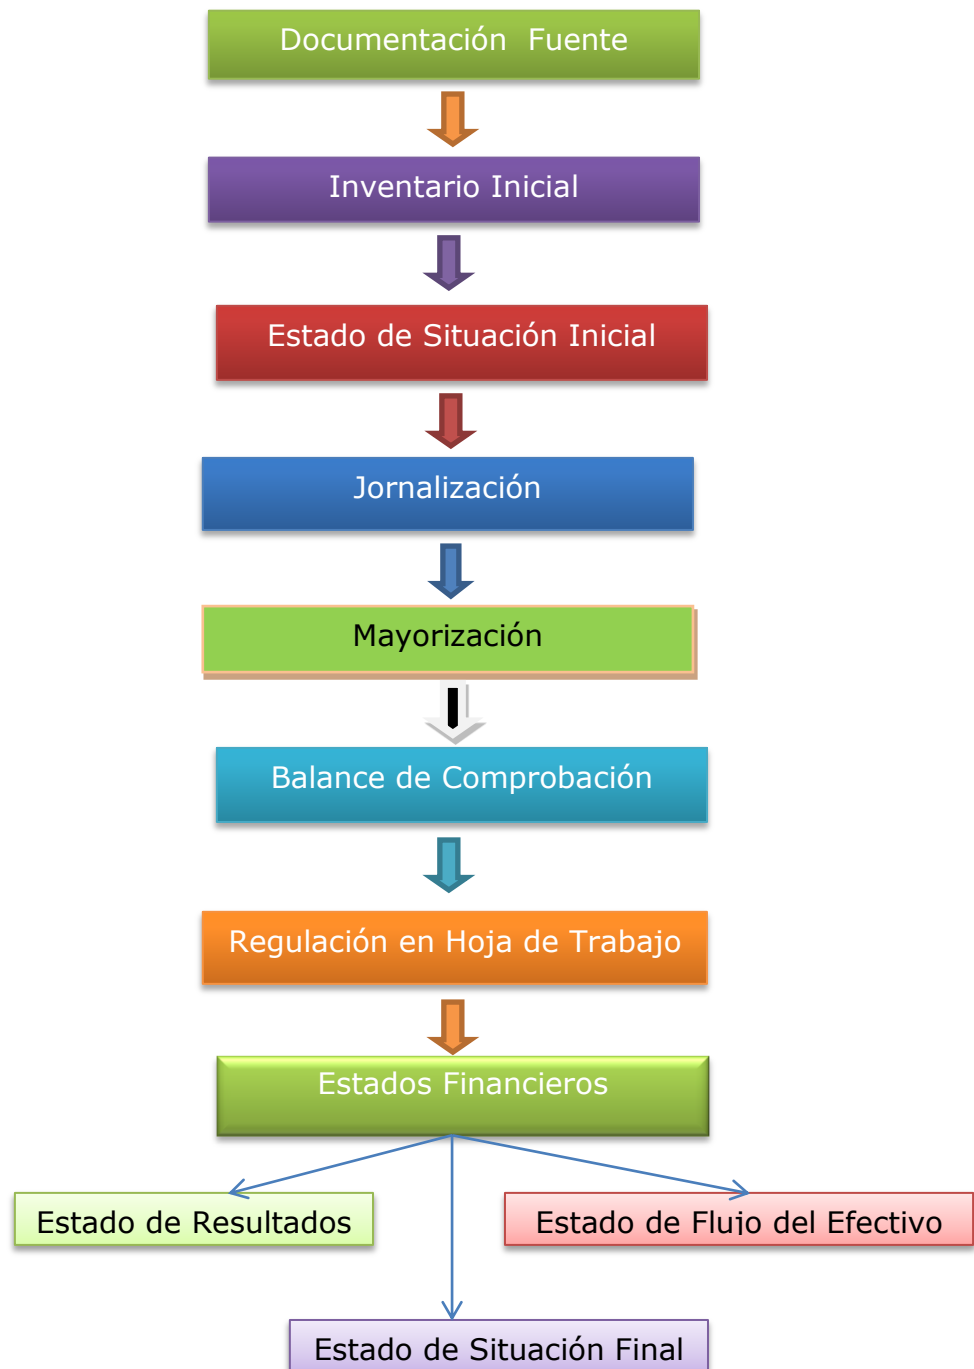 Documentación Fuente
Inventario Inicial
Estado de Situación Inicial
Jornalización
Mayorización
Balance de Comprobación
Regulación en Hoja de Trabajo
Estados Financieros
Estado de Resultados
Estado de Flujo del Efectivo
Estado de Situación Final